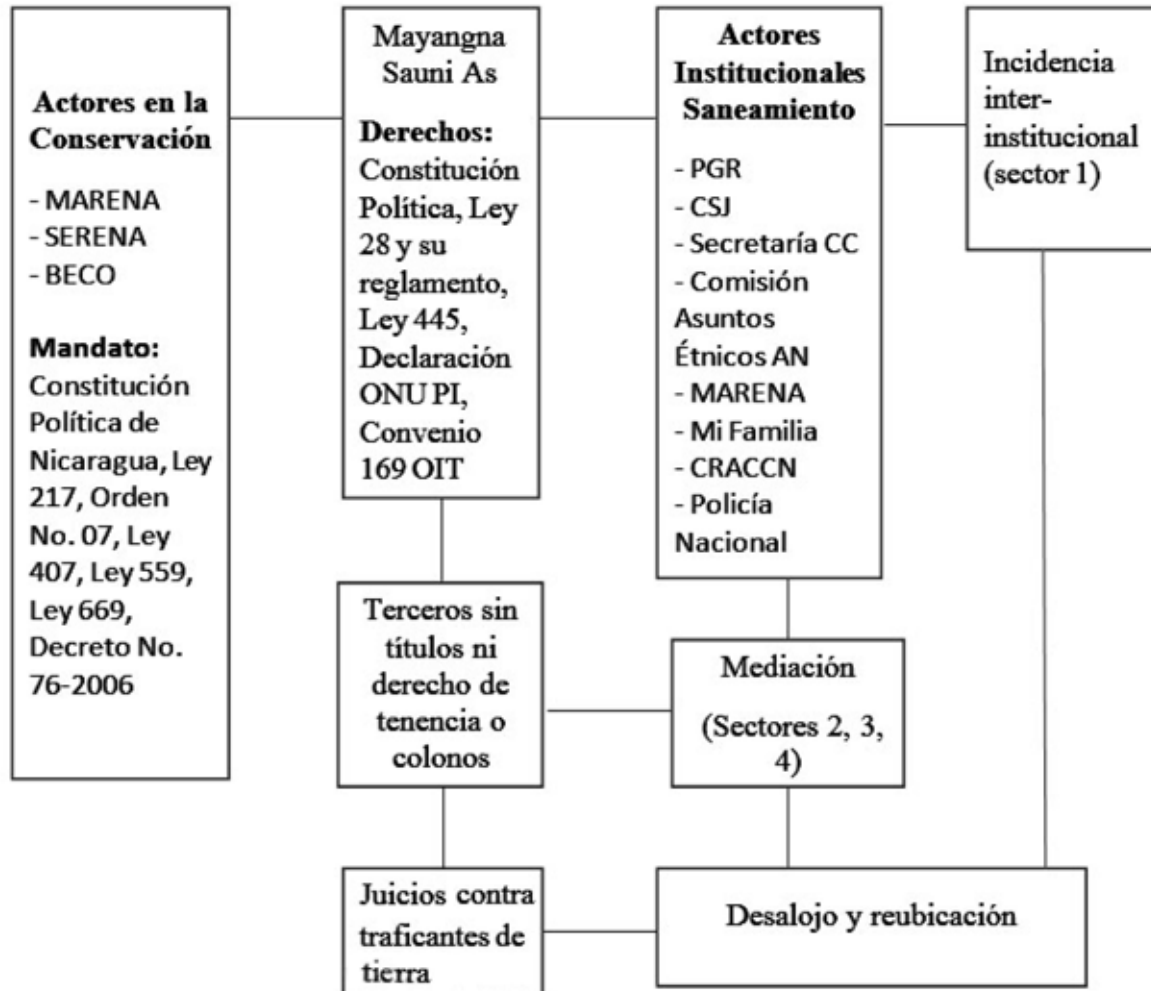 Actores en la
Conservación
- MARENA
- SERENA
- BECO
Mandato:
Constitución
Política de
Nicaragua, Ley
217, Orden
No. 07, Ley
407, Ley 559,
Ley 669,
Decreto No.
76-2006
Mayangna
Sauni As
Derechos:
Constitución
Política, Ley
28 y su
reglamento,
Ley 445,
Declaración
ONU PI,
Convenio
169 OIT
Actores
Institucionales
Saneamiento
- PGR
- CSJ
- Secretaría CC
- Comisión
Asuntos
Étnicos AN
- MARENA
- Mi Familia
- CRACCN
- Policía
Nacional
Incidencia
inter-
institucional
(sector 1)
Terceros sin
títulos ni
derecho de
tenencia o
colonos
Mediación
(Sectores 2, 3,
4)
Juicios contra
traficantes de
tierra
Desalojo y reubicación